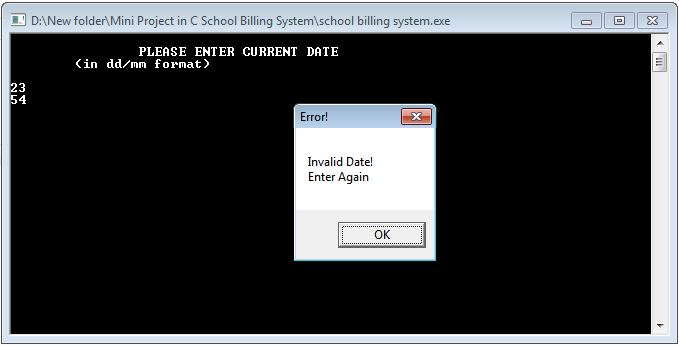 D:\New folder\Mini Project in C School Billing System\school billing system.exe
PLEASE ENTER CURRENT DATE
(in dd/mm format)
23
54
Error!
Invalid Date!
Enter Again
OK